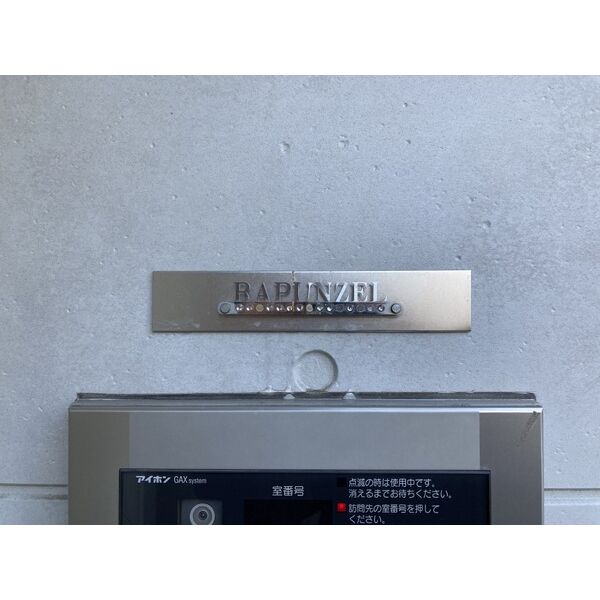 RAPUNZEL
アイホン GAX system
室番号
点滅の時は使用中です。
消えるまでお待ちください。
訪問先の室番号を押して
ください。